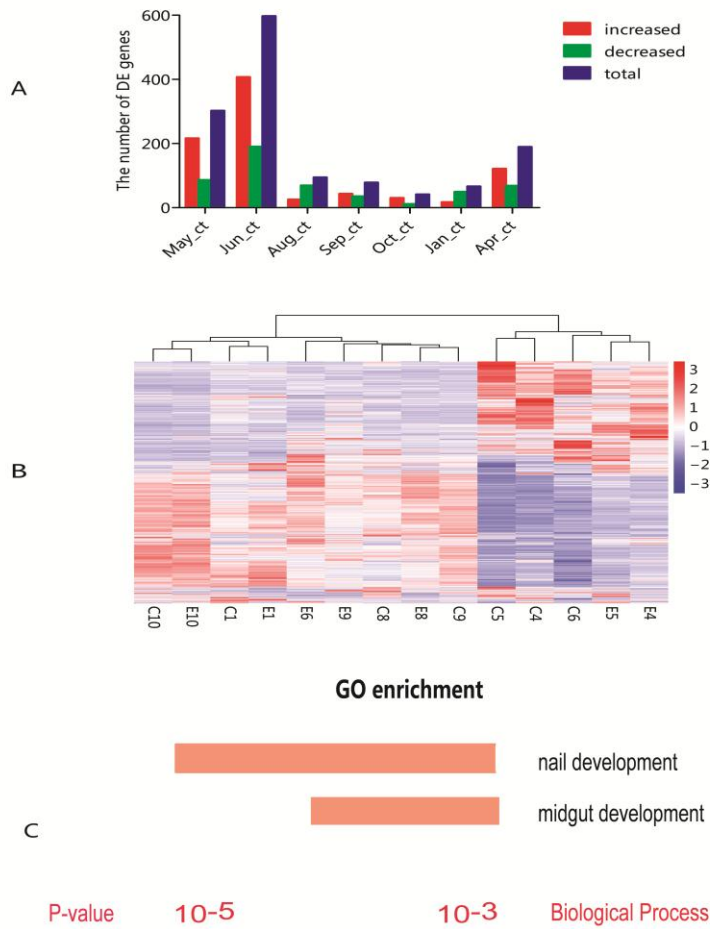 A
The number of DE genes
600
400
200
0
increased
decreased
total
May_ct
Jun_ct
Aug_ct
Sep_ct
Oct_ct
Jan_ct
Apr_ct
B
3
2
1
0
−1
−2
−3
C10 E10 C1 E1 E6 E9 C8 E8 C9 C5 C4 C6 E5 E4
GO enrichment
nail development
midgut development
C
P-value 10-5 10-3 Biological Process